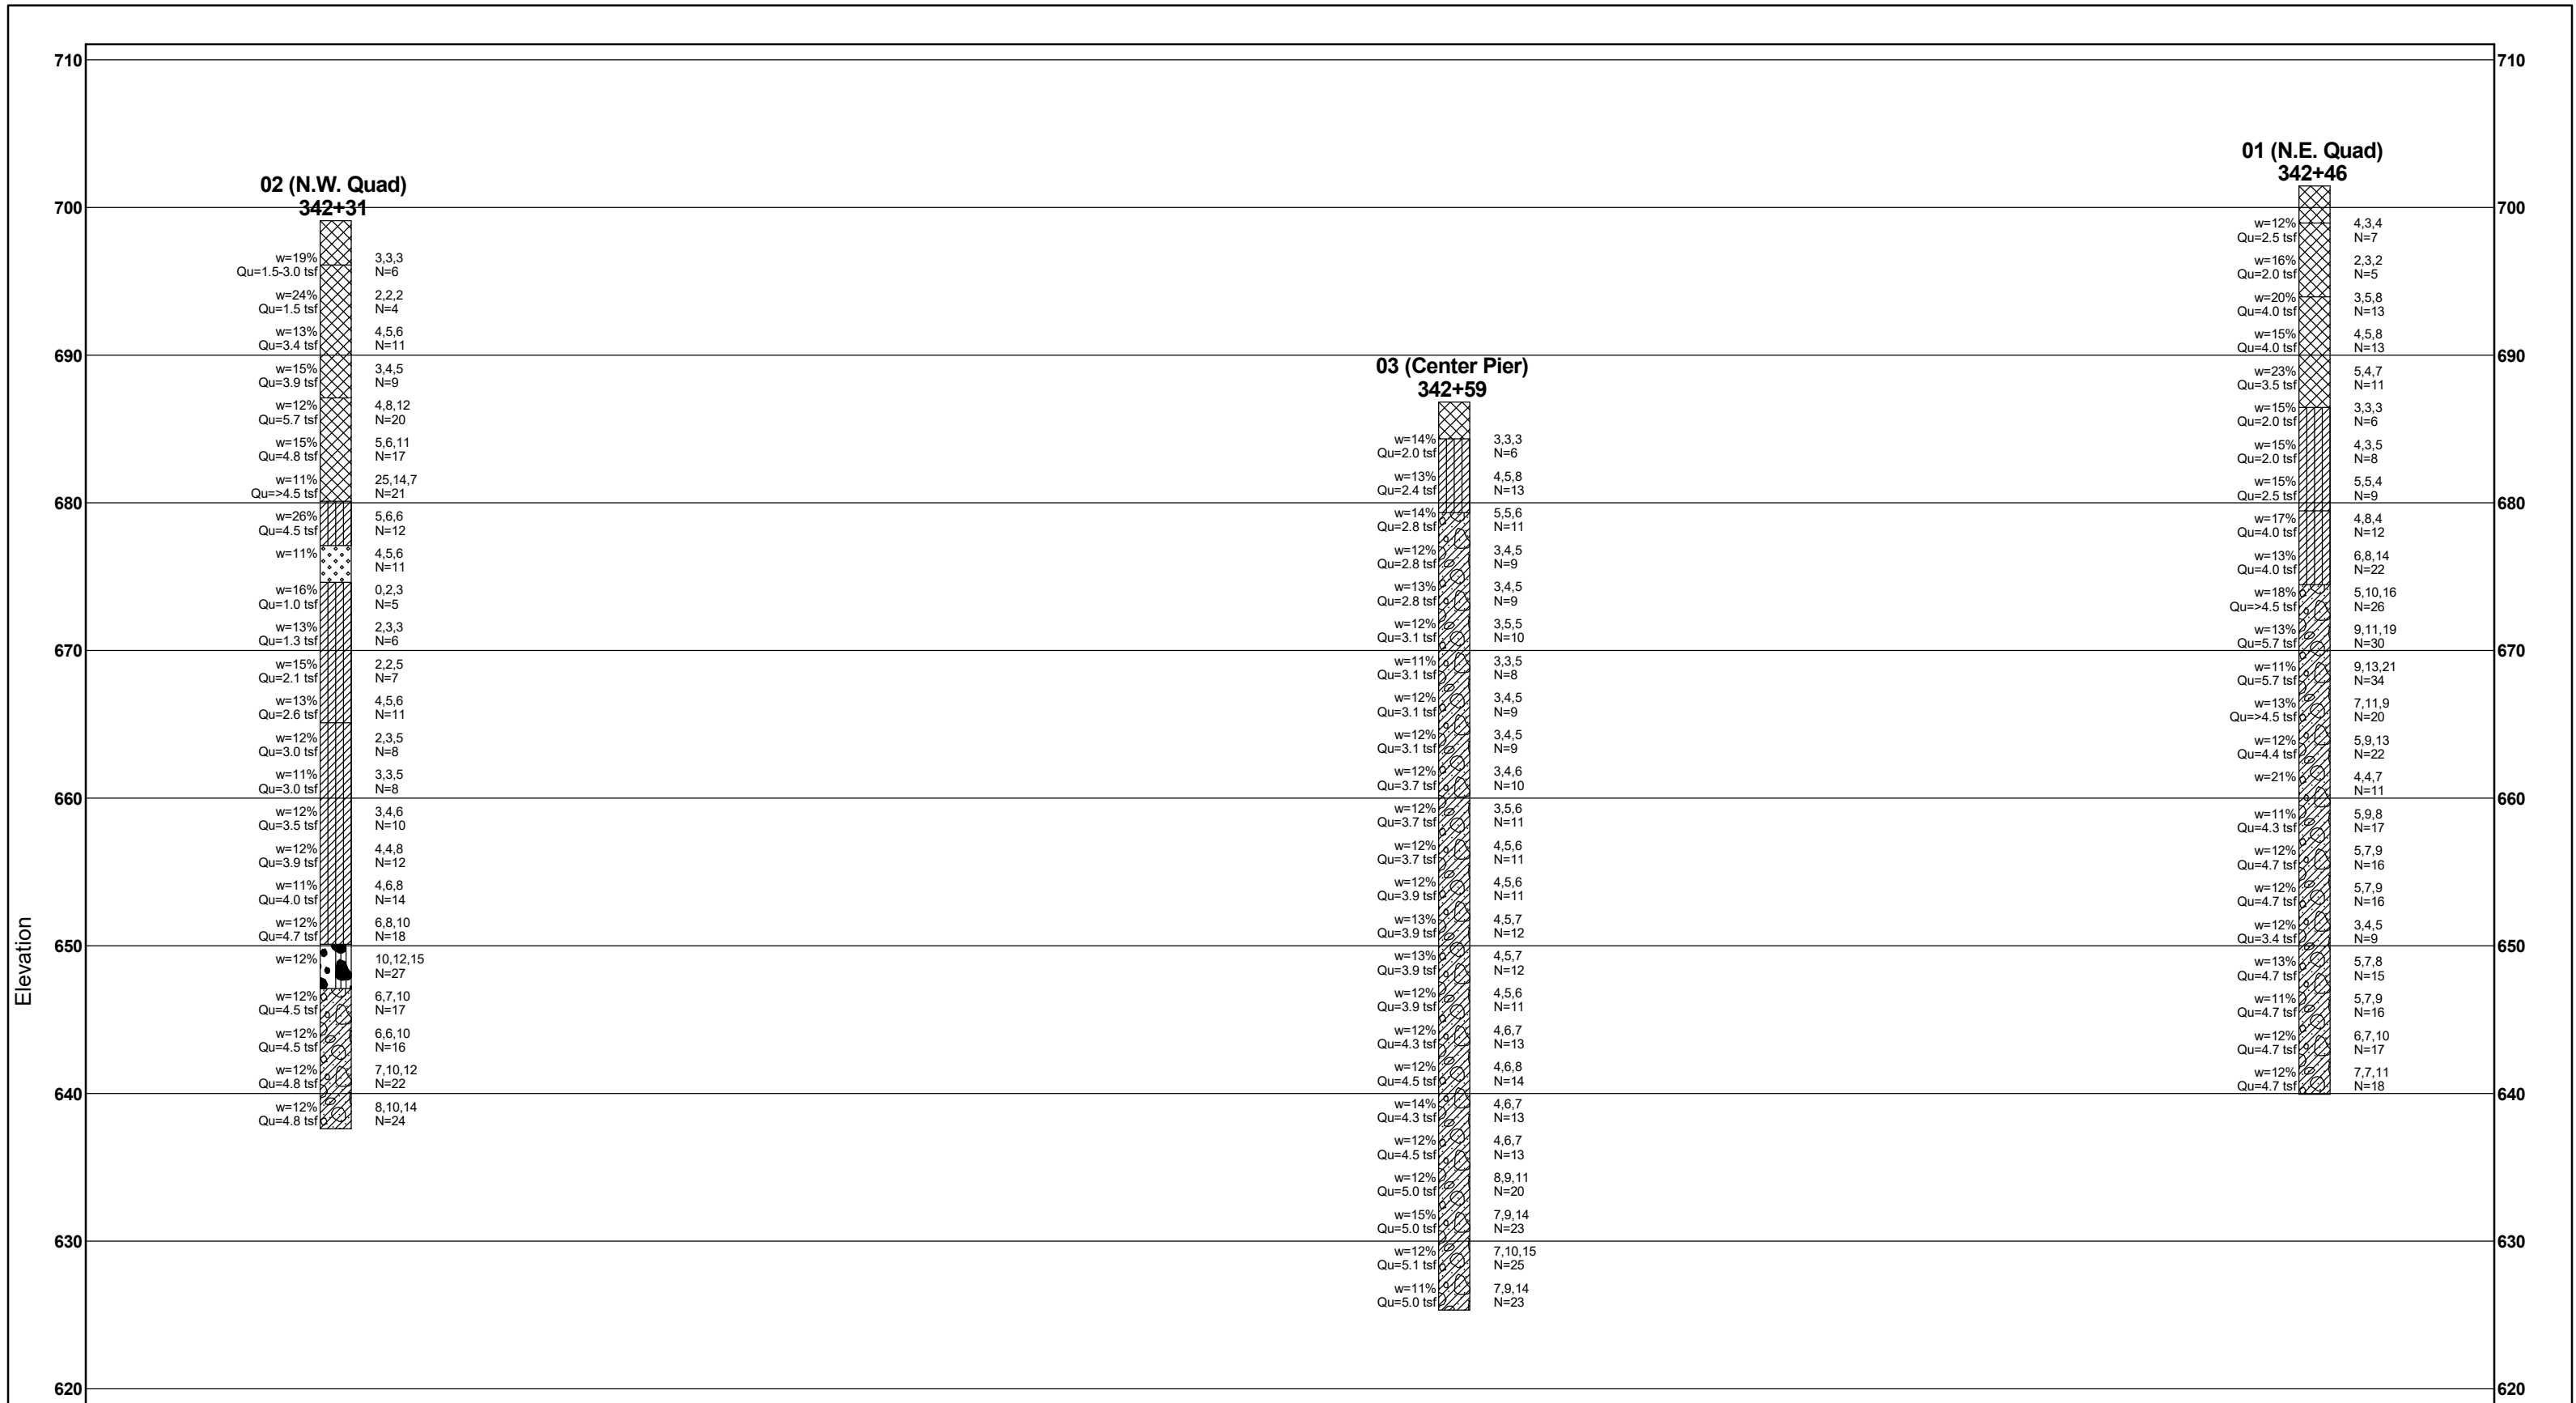 710
710
01 (N.E. Quad)
342+46
02 (N.W. Quad)
342+31
700
700
03 (Center Pier)
342+59
690
690
680
680
670
670
660
660
650
650
640
640
630
630
620
620
Elevation
w=19% 3,3,3
Qu=1.5-3.0 tsf N=6
w=24% 2,2,2
Qu=1.5 tsf N=4
w=13% 4,5,6
Qu=3.4 tsf N=11
w=15% 3,4,5
Qu=3.9 tsf N=9
w=12% 4,8,12
Qu=5.7 tsf N=20
w=15% 5,6,11
Qu=4.8 tsf N=17
w=11% 25,14,7
Qu=>4.5 tsf N=21
w=26% 5,6,6
Qu=4.5 tsf N=12
w=11% 4,5,6
N=11
w=16% 0,2,3
Qu=1.0 tsf N=5
w=13% 2,3,3
Qu=1.3 tsf N=6
w=15% 2,2,5
Qu=2.1 tsf N=7
w=13% 4,5,6
Qu=2.6 tsf N=11
w=12% 2,3,5
Qu=3.0 tsf N=8
w=11% 3,3,5
Qu=3.0 tsf N=8
w=12% 3,4,6
Qu=3.5 tsf N=10
w=12% 4,4,8
Qu=3.9 tsf N=12
w=11% 4,6,8
Qu=4.0 tsf N=14
w=12% 6,8,10
Qu=4.7 tsf N=18
w=12% 10,12,15
N=27
w=12% 6,7,10
Qu=4.5 tsf N=17
w=12% 6,6,10
Qu=4.5 tsf N=16
w=12% 7,10,12
Qu=4.8 tsf N=22
w=12% 8,10,14
Qu=4.8 tsf N=24
w=14% 3,3,3
Qu=2.0 tsf N=6
w=13% 4,5,8
Qu=2.4 tsf N=13
w=14% 5,5,6
Qu=2.8 tsf N=11
w=12% 3,4,5
Qu=2.8 tsf N=9
w=13% 3,4,5
Qu=2.8 tsf N=9
w=12% 3,5,5
Qu=3.1 tsf N=10
w=11% 3,3,5
Qu=3.1 tsf N=8
w=12% 3,4,5
Qu=3.1 tsf N=9
w=12% 3,4,5
Qu=3.1 tsf N=9
w=12% 3,4,6
Qu=3.7 tsf N=10
w=12% 3,5,6
Qu=3.7 tsf N=11
w=12% 4,5,6
Qu=3.7 tsf N=11
w=12% 4,5,6
Qu=3.9 tsf N=11
w=13% 4,5,7
Qu=3.9 tsf N=12
w=13% 4,5,7
Qu=3.9 tsf N=12
w=12% 4,5,6
Qu=3.9 tsf N=11
w=12% 4,6,7
Qu=4.3 tsf N=13
w=12% 4,6,8
Qu=4.5 tsf N=14
w=14% 4,6,7
Qu=4.3 tsf N=13
w=12% 4,6,7
Qu=4.5 tsf N=13
w=12% 8,9,11
Qu=5.0 tsf N=20
w=15% 7,9,14
Qu=5.0 tsf N=23
w=12% 7,10,15
Qu=5.1 tsf N=25
w=11% 7,9,14
Qu=5.0 tsf N=23
w=12% 4,3,4
Qu=2.5 tsf N=7
w=16% 2,3,2
Qu=2.0 tsf N=5
w=20% 3,5,8
Qu=4.0 tsf N=13
w=15% 4,5,8
Qu=4.0 tsf N=13
w=23% 5,4,7
Qu=3.5 tsf N=11
w=15% 3,3,3
Qu=2.0 tsf N=6
w=15% 4,3,5
Qu=2.0 tsf N=8
w=15% 5,5,4
Qu=2.5 tsf N=9
w=17% 4,8,4
Qu=4.0 tsf N=12
w=13% 6,8,14
Qu=4.0 tsf N=22
w=18% 5,10,16
Qu=>4.5 tsf N=26
w=13% 9,11,19
Qu=5.7 tsf N=30
w=11% 9,13,21
Qu=5.7 tsf N=34
w=13% 7,11,9
Qu=>4.5 tsf N=20
w=12% 5,9,13
Qu=4.4 tsf N=22
w=21% 4,4,7
N=11
w=11% 5,9,8
Qu=4.3 tsf N=17
w=12% 5,7,9
Qu=4.7 tsf N=16
w=12% 5,7,9
Qu=4.7 tsf N=16
w=12% 3,4,5
Qu=3.4 tsf N=9
w=13% 5,7,8
Qu=4.7 tsf N=15
w=11% 5,7,9
Qu=4.7 tsf N=16
w=12% 6,7,10
Qu=4.7 tsf N=17
w=12% 7,7,11
Qu=4.7 tsf N=18